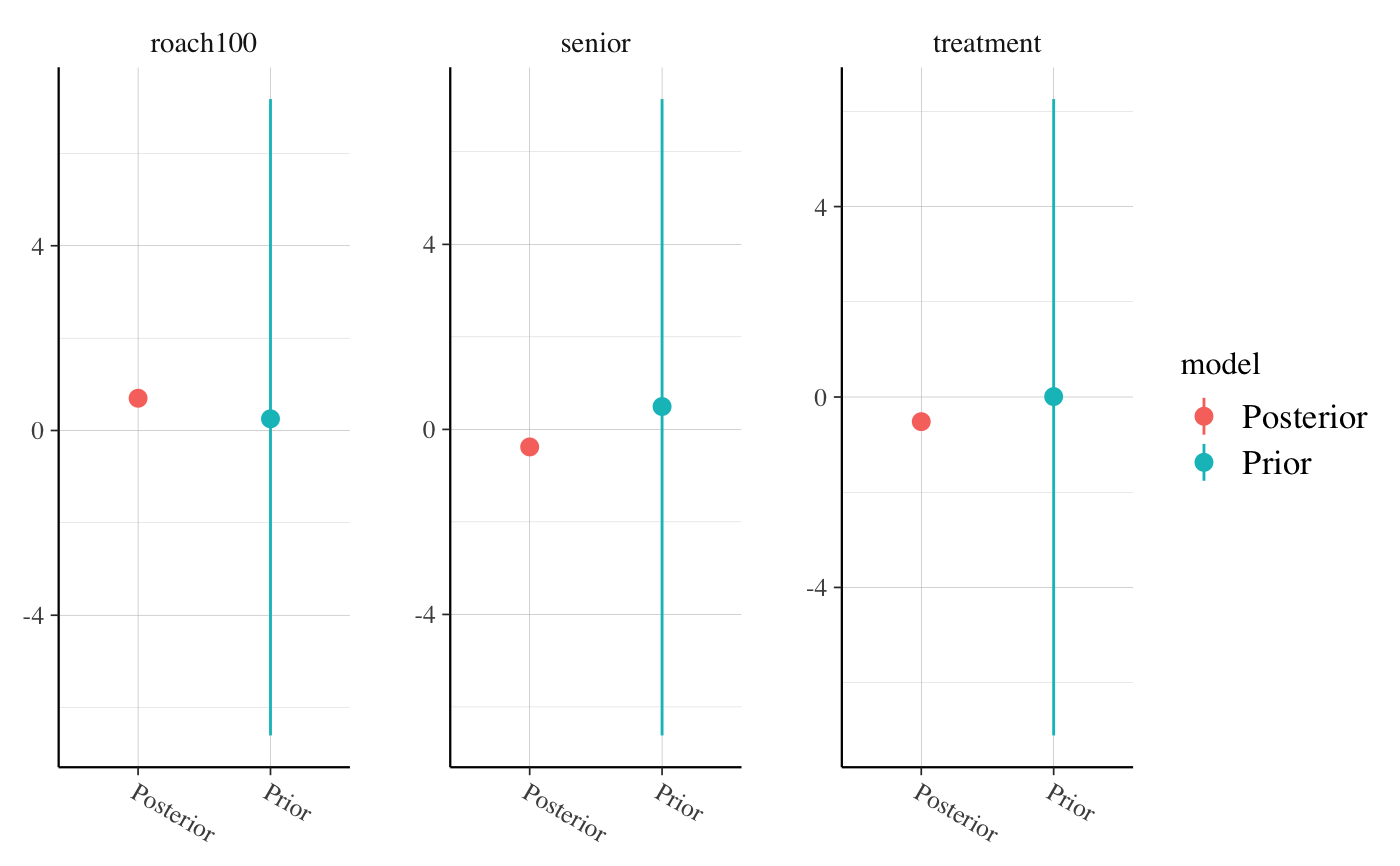 roach100
senior
treatment
4
0
-4
Posterior
Prior
4
0
-4
Posterior
Prior
4
0
-4
Posterior
Prior
model
Posterior
Prior